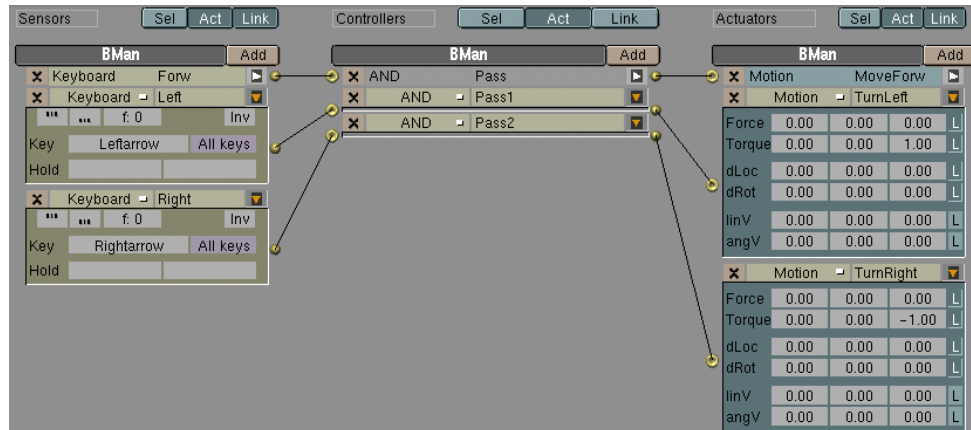 Sensors Sel Act Link Controllers Sel Act Link Actuators Sel Act Link
BMan Add BMan Add BMan Add
X Keyboard Forw X AND Pass X Motion MoveForw
X Keyboard Left X AND Pass1 X Motion TurnLeft
f: 0 Inv X AND Pass2 Force 0.00 0.00 0.00 L
Key Leftarrow All keys Torque 0.00 0.00 1.00 L
Hold dLoc 0.00 0.00 0.00 L
X Keyboard Right dRot 0.00 0.00 0.00 L
f: 0 Inv linV 0.00 0.00 0.00 L
Key Rightarrow All keys angV 0.00 0.00 0.00 L
Hold X Motion TurnRight
Force 0.00 0.00 0.00 L
Torque 0.00 0.00 -1.00 L
dLoc 0.00 0.00 0.00 L
dRot 0.00 0.00 0.00 L
linV 0.00 0.00 0.00 L
angV 0.00 0.00 0.00 L